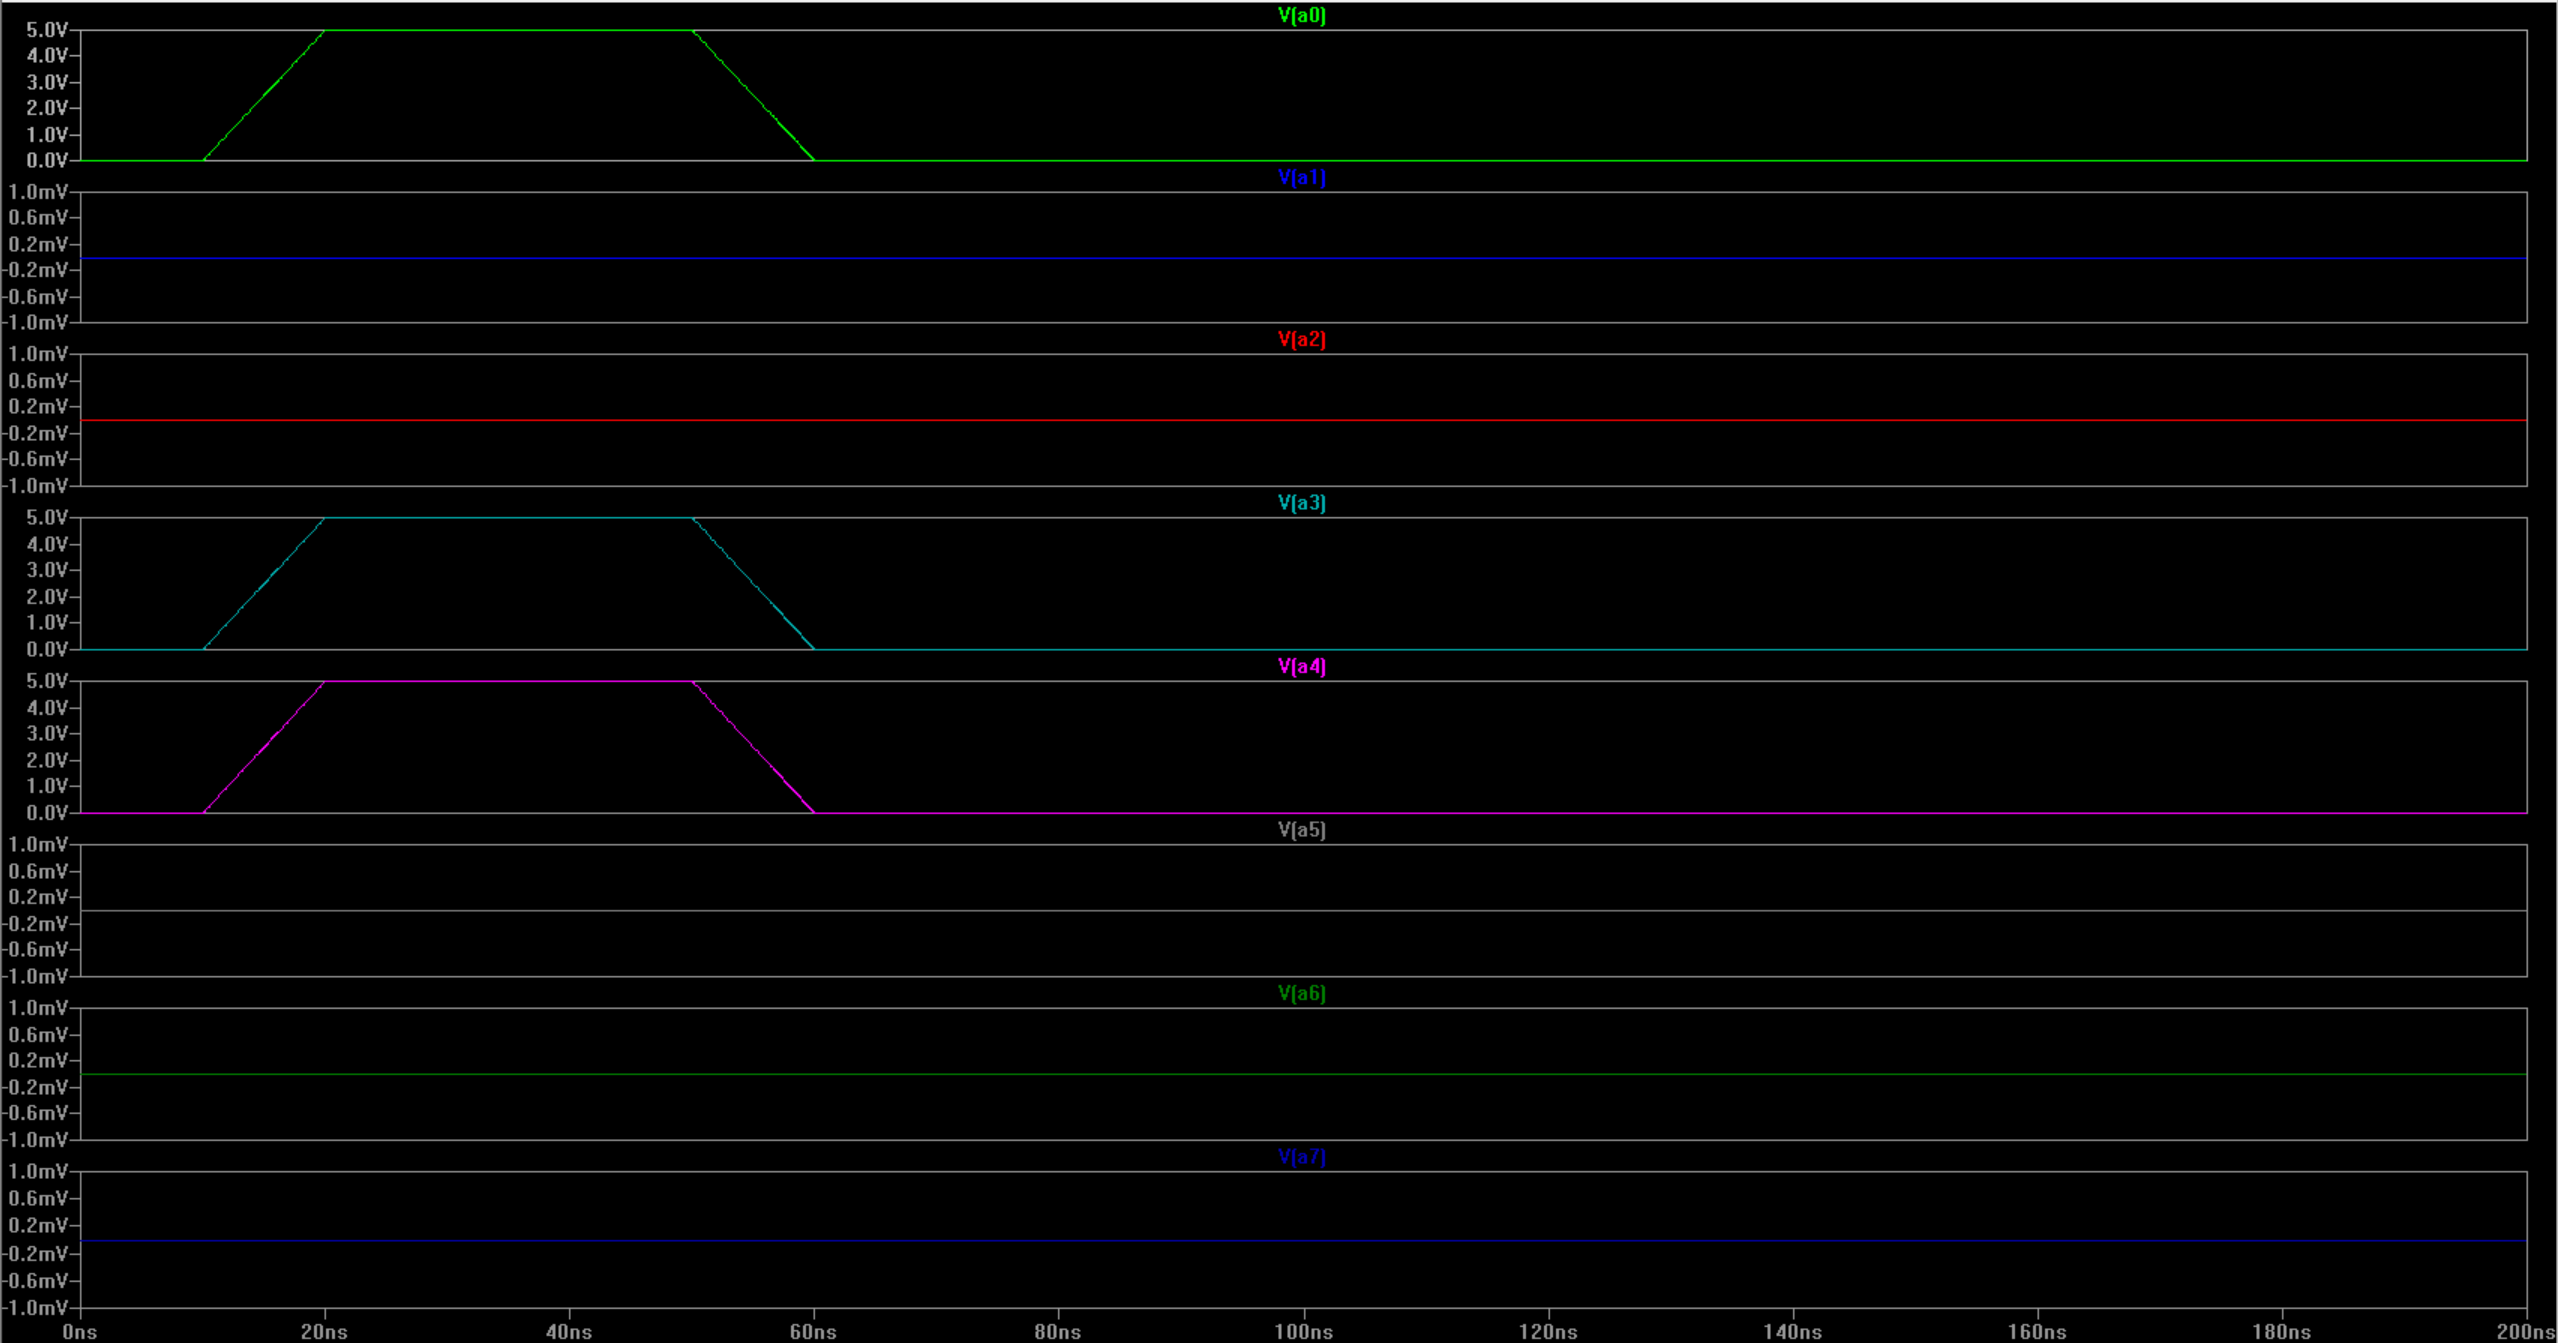 V(a0)
5.0V
4.0V
3.0V
2.0V
1.0V
0.0V
V(a1)
1.0mV
0.6mV
0.2mV
-0.2mV
-0.6mV
-1.0mV
V(a2)
1.0mV
0.6mV
0.2mV
-0.2mV
-0.6mV
-1.0mV
V(a3)
5.0V
4.0V
3.0V
2.0V
1.0V
0.0V
V(a4)
5.0V
4.0V
3.0V
2.0V
1.0V
0.0V
V(a5)
1.0mV
0.6mV
0.2mV
-0.2mV
-0.6mV
-1.0mV
V(a6)
1.0mV
0.6mV
0.2mV
-0.2mV
-0.6mV
-1.0mV
V(a7)
1.0mV
0.6mV
0.2mV
-0.2mV
-0.6mV
-1.0mV
0ns 20ns 40ns 60ns 80ns 100ns 120ns 140ns 160ns 180ns 200ns